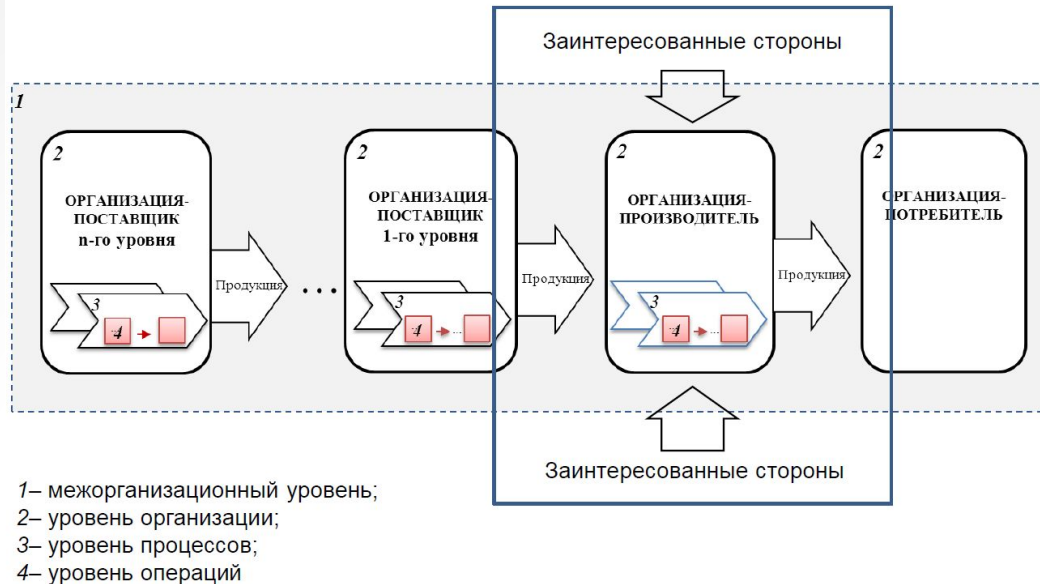 Заинтересованные стороны
1
2
ОРГАНИЗАЦИЯ-
ПОСТАВЩИК
n-го уровня
3
4
Продукция
...
2
ОРГАНИЗАЦИЯ-
ПОСТАВЩИК
1-го уровня
3
4
...
Продукция
2
ОРГАНИЗАЦИЯ-
ПРОИЗВОДИТЕЛЬ
3
4
...
Продукция
2
ОРГАНИЗАЦИЯ-
ПОТРЕБИТЕЛЬ
Заинтересованные стороны
1– межорганизационный уровень;
2– уровень организации;
3– уровень процессов;
4– уровень операций